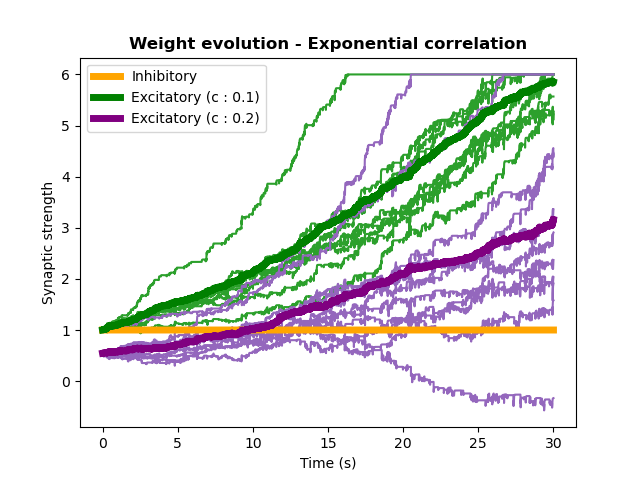 Weight evolution - Exponential correlation
Inhibitory
Excitatory (c : 0.1)
Excitatory (c : 0.2)
Synaptic strength
6
5
4
3
2
1
0
0 5 10 15 20 25 30
Time (s)